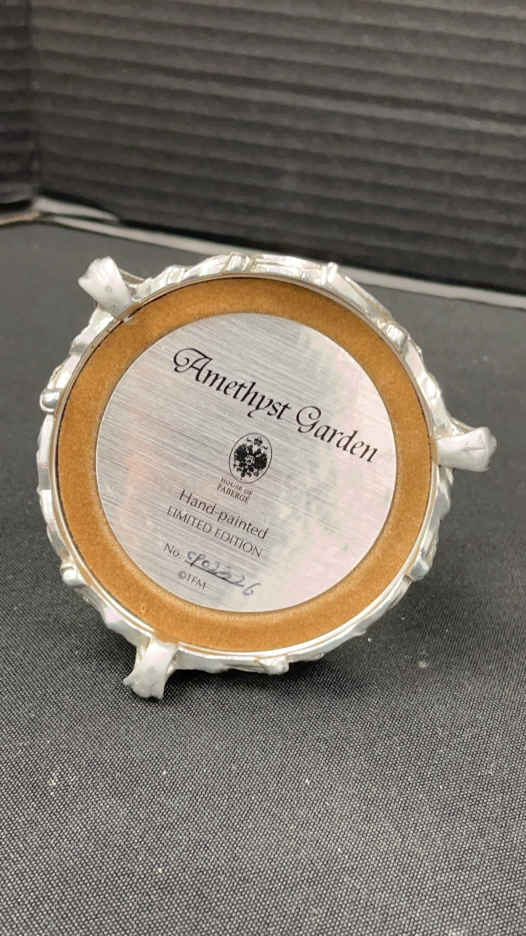 Amethyst Garden
HOUSE OF
FABERGÉ
Hand-painted
LIMITED EDITION
No.
©TFM